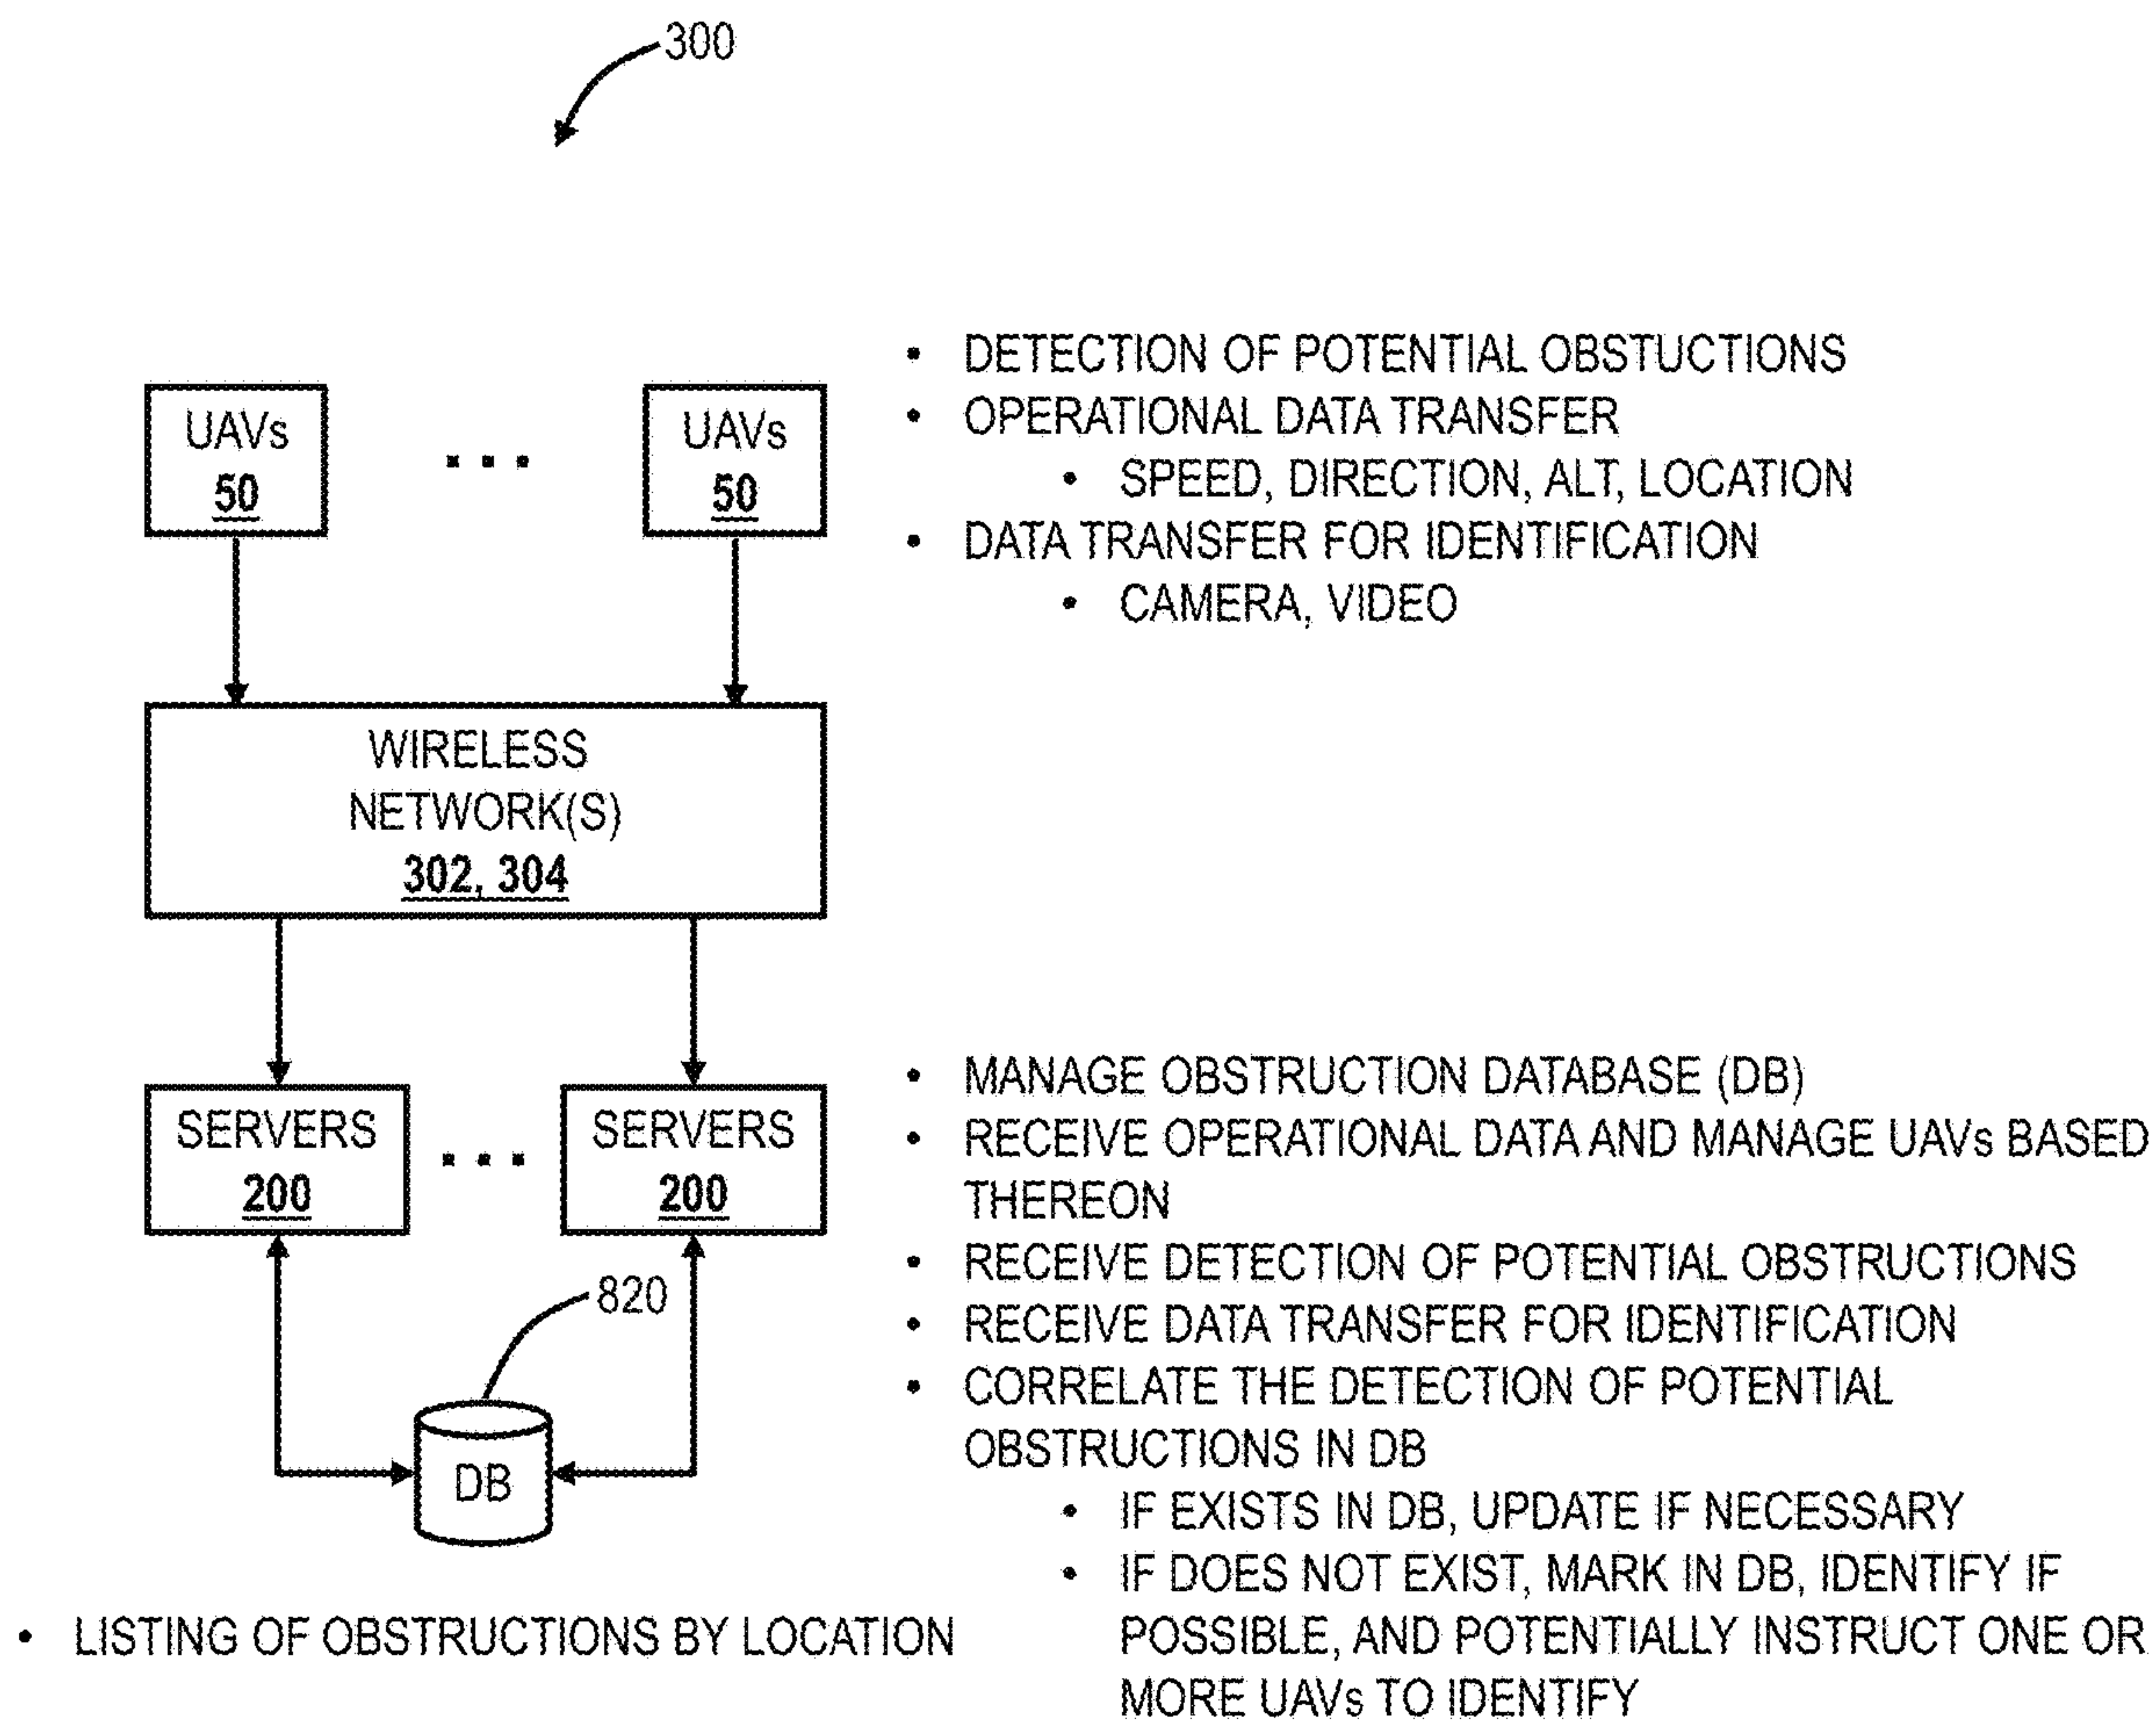 300
UAVs
50
...
UAVs
50
• DETECTION OF POTENTIAL OBSTUCTIONS
• OPERATIONAL DATA TRANSFER
• SPEED, DIRECTION, ALT, LOCATION
• DATA TRANSFER FOR IDENTIFICATION
• CAMERA, VIDEO
WIRELESS
NETWORK(S)
302, 304
SERVERS
200
...
SERVERS
200
820
DB
• LISTING OF OBSTRUCTIONS BY LOCATION
• MANAGE OBSTRUCTION DATABASE (DB)
• RECEIVE OPERATIONAL DATA AND MANAGE UAVs BASED
THEREON
• RECEIVE DETECTION OF POTENTIAL OBSTRUCTIONS
• RECEIVE DATA TRANSFER FOR IDENTIFICATION
• CORRELATE THE DETECTION OF POTENTIAL
OBSTRUCTIONS IN DB
• IF EXISTS IN DB, UPDATE IF NECESSARY
• IF DOES NOT EXIST, MARK IN DB, IDENTIFY IF
POSSIBLE, AND POTENTIALLY INSTRUCT ONE OR
MORE UAVs TO IDENTIFY